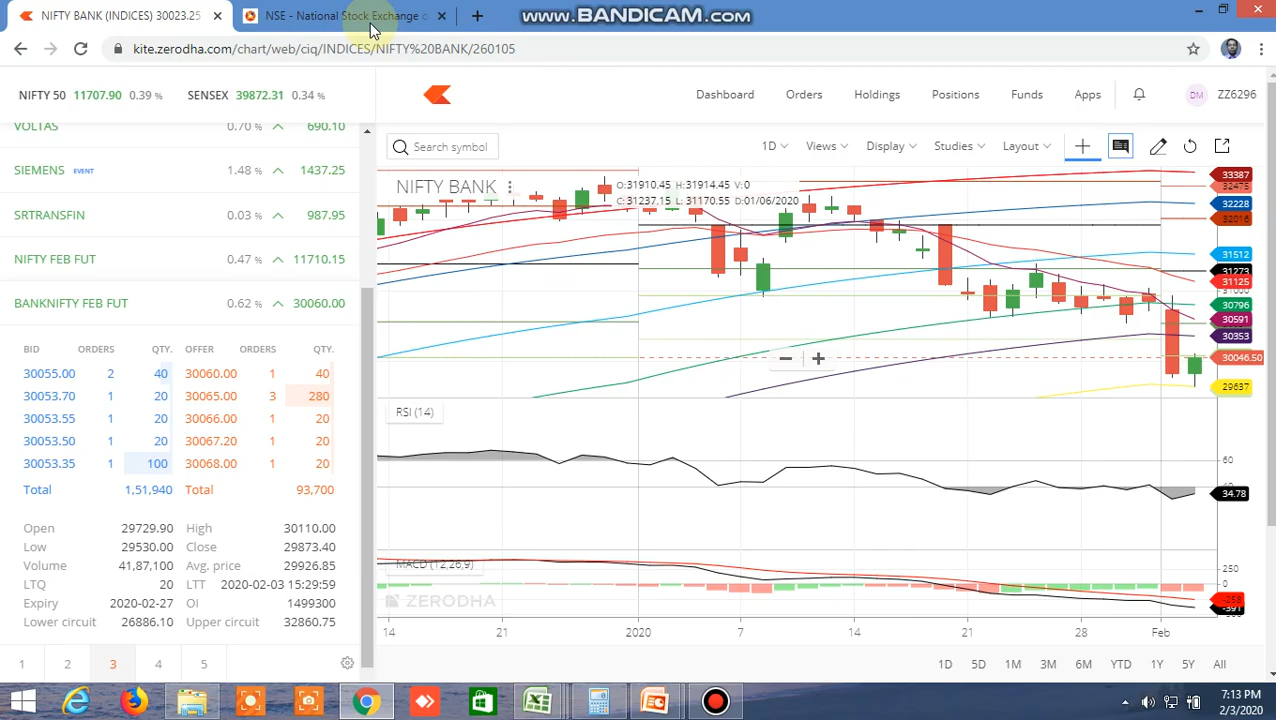 NIFTY BANK (INDICES) 30023.25
NSE - National Stock Exchange
www.BANDICAM.com
kite.zerodha.com/chart/web/ciq/INDICES/NIFTY%20BANK/260105
NIFTY 50 11707.90 0.39 % SENSEX 39872.31 0.34 %
Dashboard Orders Holdings Positions Funds Apps DM ZZ6296
VOLTAS 0.70 % 690.10
Search symbol 1D Views Display Studies Layout
SIEMENS EVENT 1.48 % 1437.25
SRTRANSFIN 0.03 % 987.95
NIFTY FEB FUT 0.47 % 11710.15
BANKNIFTY FEB FUT 0.62 % 30060.00
BID ORDERS QTY. OFFER ORDERS QTY.
30055.00 2 40 30060.00 1 40
30053.70 1 20 30065.00 3 280
30053.55 1 20 30066.00 1 20
30053.50 1 20 30067.20 1 20
30053.35 1 100 30068.00 1 20
Total 1,51,940 Total 93,700
Open 29729.90 High 30110.00
Low 29530.00 Close 29873.40
Volume 41,87,100 Avg. price 29926.85
LTQ 20 LTT 2020-02-03 15:29:59
Expiry 2020-02-27 OI 1499300
Lower circuit 26886.10 Upper circuit 32860.75
1 2 3 4 5
NIFTY BANK
O:31910.45 H:31914.45 V:0
C:31237.15 L:31170.55 D:01/06/2020
33387
32475
32228
32016
31512
31273
31125
31000
30796
30591
30353
30046.50
29637
RSI (14)
60
34.78
MACD (12,26,9)
250
0
-258
-391
ZERODHA
14 21 2020 7 14 21 28 Feb
1D 5D 1M 3M 6M YTD 1Y 5Y All
7:13 PM
2/3/2020